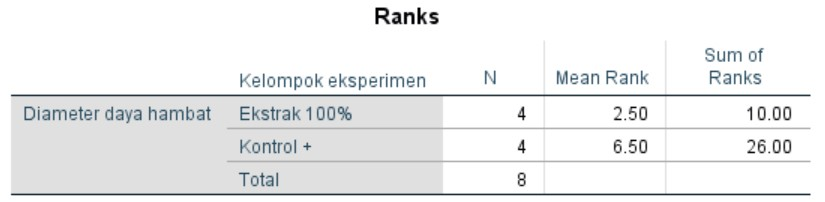 Ranks
Kelompok eksperimen N Mean Rank Sum of Ranks
Diameter daya hambat Ekstrak 100% 4 2.50 10.00
Kontrol + 4 6.50 26.00
Total 8